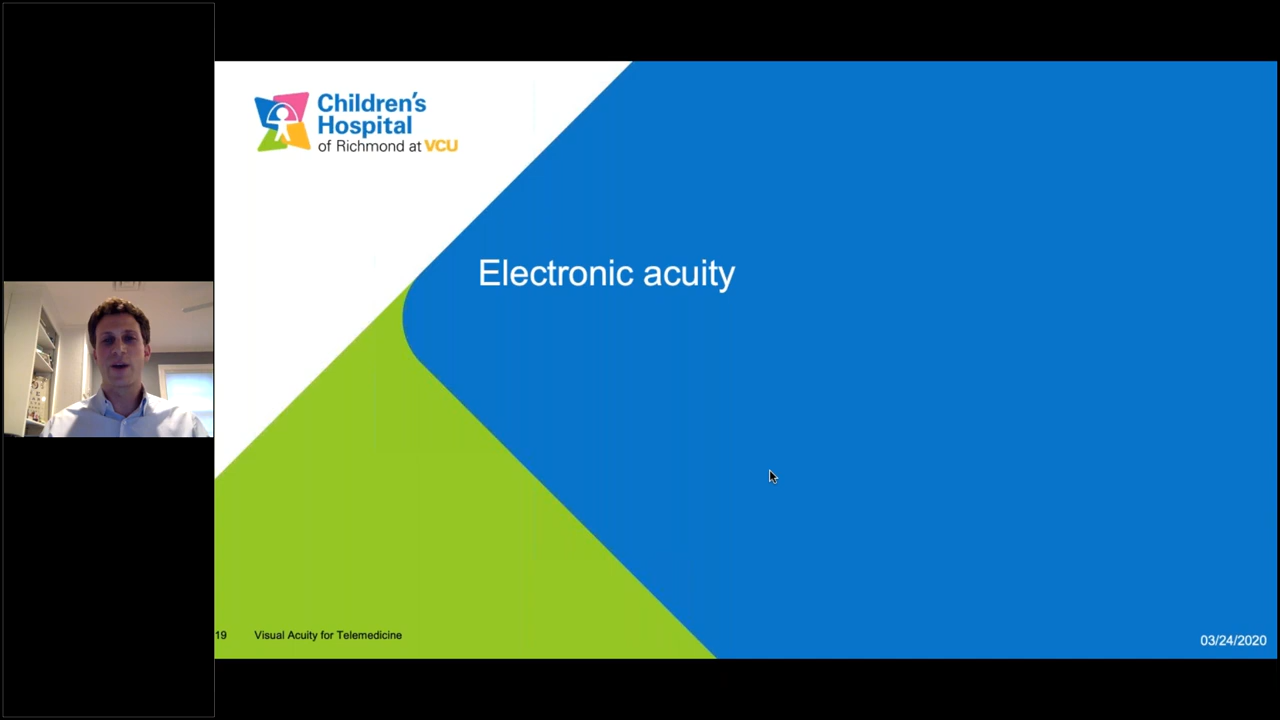 Children's
Hospital
of Richmond at VCU
Electronic acuity
19 Visual Acuity for Telemedicine
03/24/2020